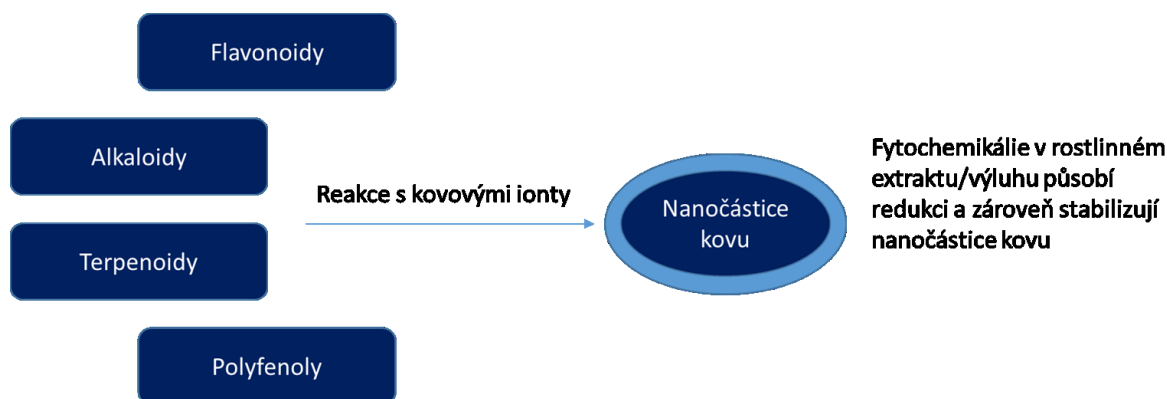 Flavonoidy
Alkaloidy
Terpenoidy
Polyfenoly
Reakce s kovovými ionty
Nanočástice
kovu
Fytochemikálie v rostlinném
extraktu/výluhu působí
redukci a zároveň stabilizují
nanočástice kovu